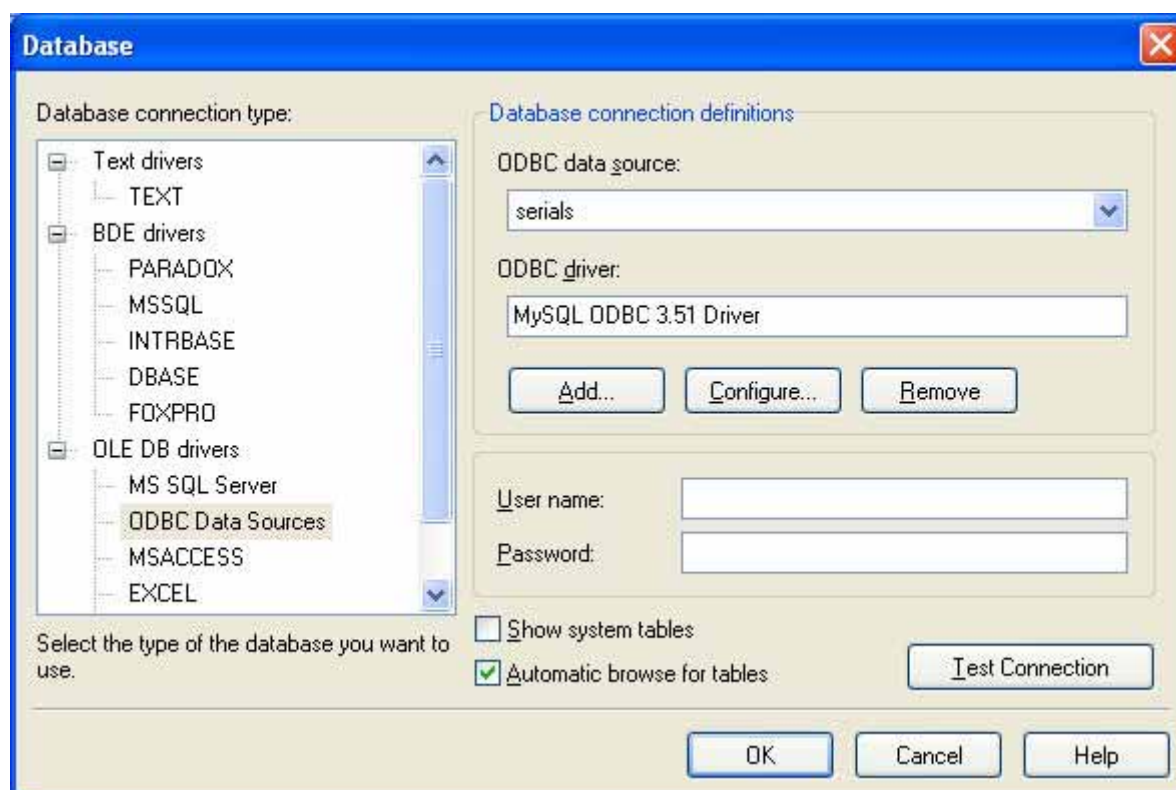 Database
Database connection type:
Text drivers
TEXT
BDE drivers
PARADOX
MSSQL
INTRBASE
DBASE
FOXPRO
OLE DB drivers
MS SQL Server
ODBC Data Sources
MSACCESS
EXCEL
Select the type of the database you want to
use.
Database connection definitions
ODBC data source:
serials
ODBC driver:
MySQL ODBC 3.51 Driver
Add... Configure... Remove
User name:
Password:
Show system tables
Automatic browse for tables
Test Connection
OK Cancel Help